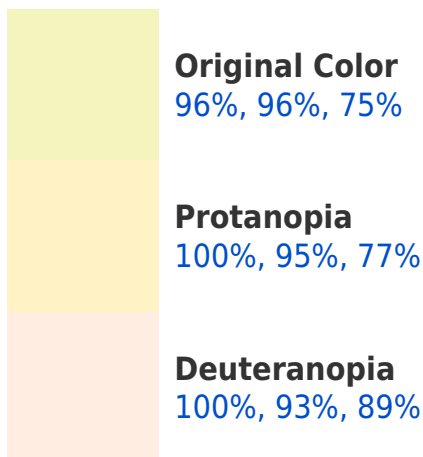 Original Color
96%, 96%, 75%
Protanopia
100%, 95%, 77%
Deuteranopia
100%, 93%, 89%